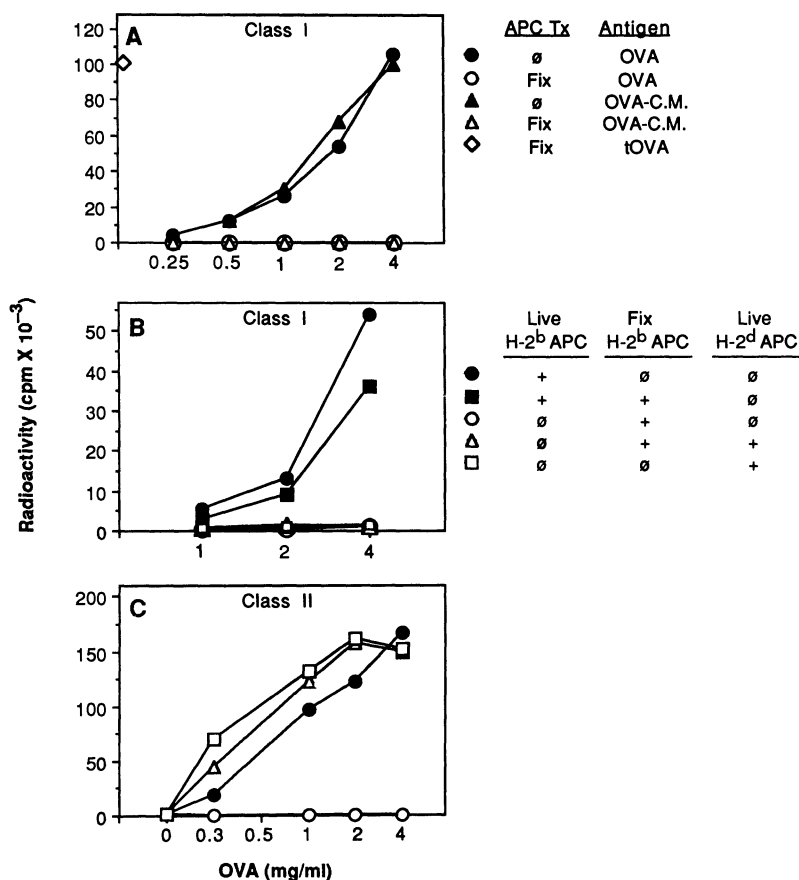 A
Class I
120
100
80
60
40
20
0
0.25 0.5 1 2 4
APC Tx Antigen
ø OVA
Fix OVA
ø OVA-C.M.
Fix OVA-C.M.
Fix tOVA
Radioactivity (cpm X 10⁻³)
B
Class I
50
40
30
20
10
0
1 2 4
Live Fix Live
H-2ᵇ APC H-2ᵇ APC H-2ᵈ APC
+ ø ø
+ + ø
ø + ø
ø + +
ø ø +
C
Class II
200
150
100
50
0
0 0.3 0.5 1 2 4
OVA (mg/ml)